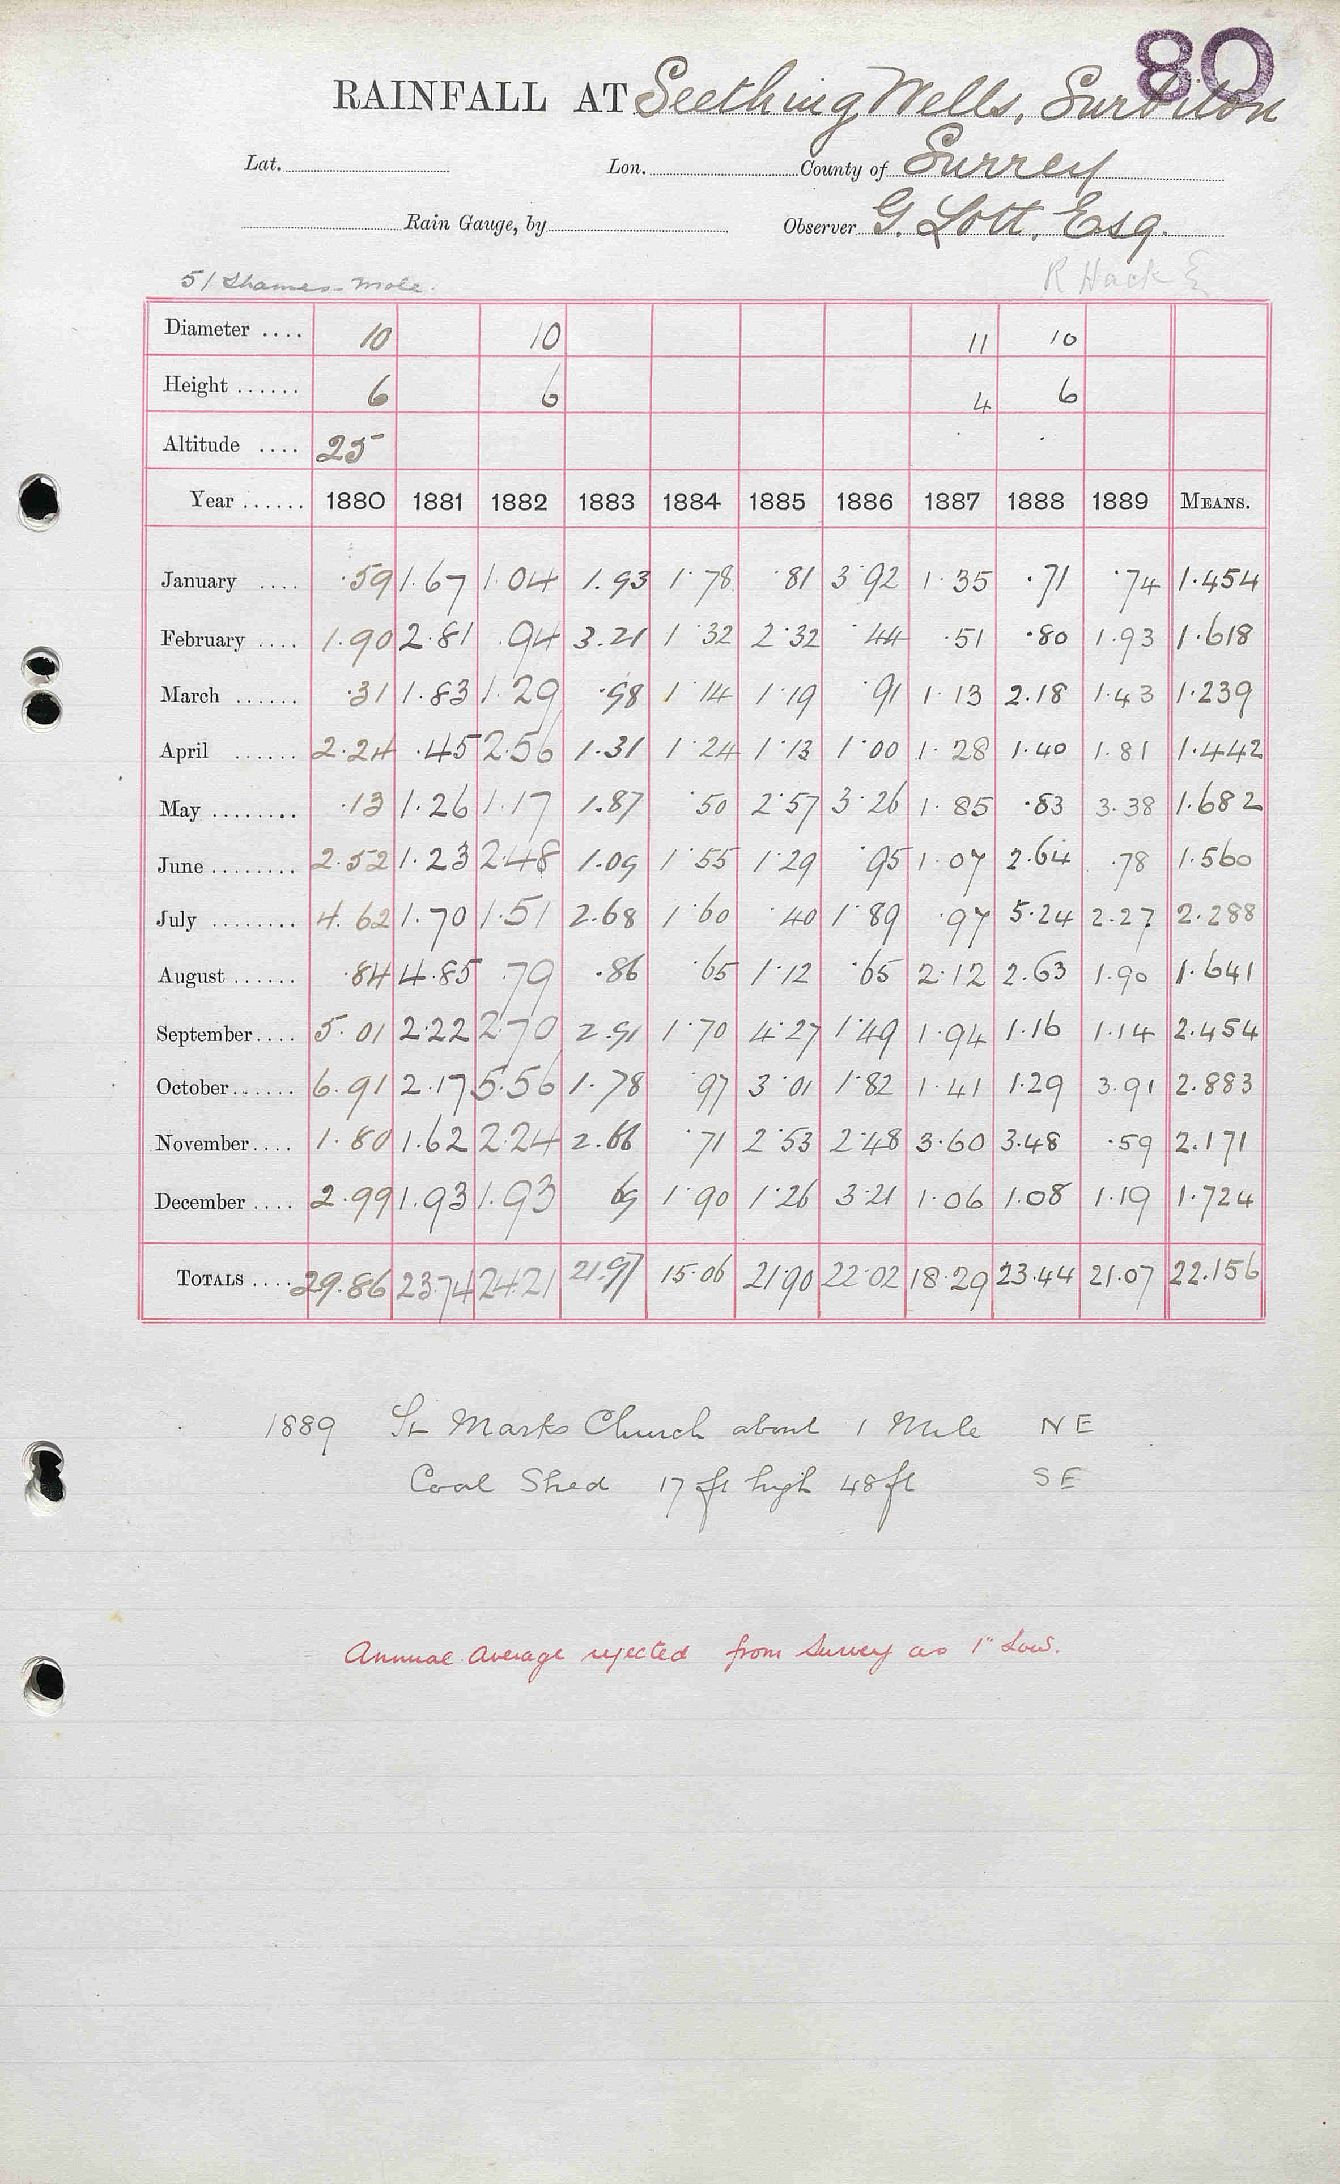 80
RAINFALL AT Seething Wells, Surbiton
Lat. Lon. County of Surrey
Rain Gauge, by Observer G. Lott, Esq.
51 Thames-Mole. R Hack E
Diameter .... 10 10 11 10
Height ...... 6 6 4 6
Altitude .... 25
Year ...... 1880 1881 1882 1883 1884 1885 1886 1887 1888 1889 MEANS.
January .... ·59 1.67 1.04 1.93 1·78 ·81 3·92 1·35 ·71 ·74 1·454
February .... 1.90 2·81 .94 3.21 1·32 2·32 ·44 ·51 ·80 1.93 1·618
March ...... ·31 1·83 1·29 ·98 1·14 1·19 ·91 1·13 2·18 1·43 1·239
April ...... 2·24 ·45 2·56 1·31 1·24 1·13 1·00 1·28 1·40 1.81 1·442
May ........ ·13 1·26 1·17 1.87 ·50 2·57 3·26 1·85 ·83 3·38 1·682
June ........ 2·52 1·23 2·48 1·09 1·55 1·29 ·95 1·07 2·64 ·78 1·560
July ........ 4.62 1·70 1·51 2·68 1·60 ·40 1·89 ·97 5·24 2·27 2·288
August ...... ·84 4·85 ·79 ·86 ·65 1·12 ·65 2·12 2·63 1·90 1·641
September.... 5·01 2·22 2·70 2·91 1·70 4·27 1·49 1·94 1·16 1·14 2·454
October...... 6·91 2·17 5·56 1·78 ·97 3·01 1·82 1·41 1·29 3·91 2·883
November.... 1·80 1·62 2·24 2·66 ·71 2·53 2·48 3·60 3·48 ·59 2·171
December .... 2·99 1·93 1·93 69 1·90 1·26 3·21 1·06 1·08 1·19 1·724
TOTALS .... 29·86 23·74 24·21 21.97 15·06 21·90 22·02 18·29 23·44 21·07 22.156
1889 St Marks Church about 1 Mile NE
Coal Shed 17 ft high 48 ft SE
Annual Average rejected from Survey as 1" Low.